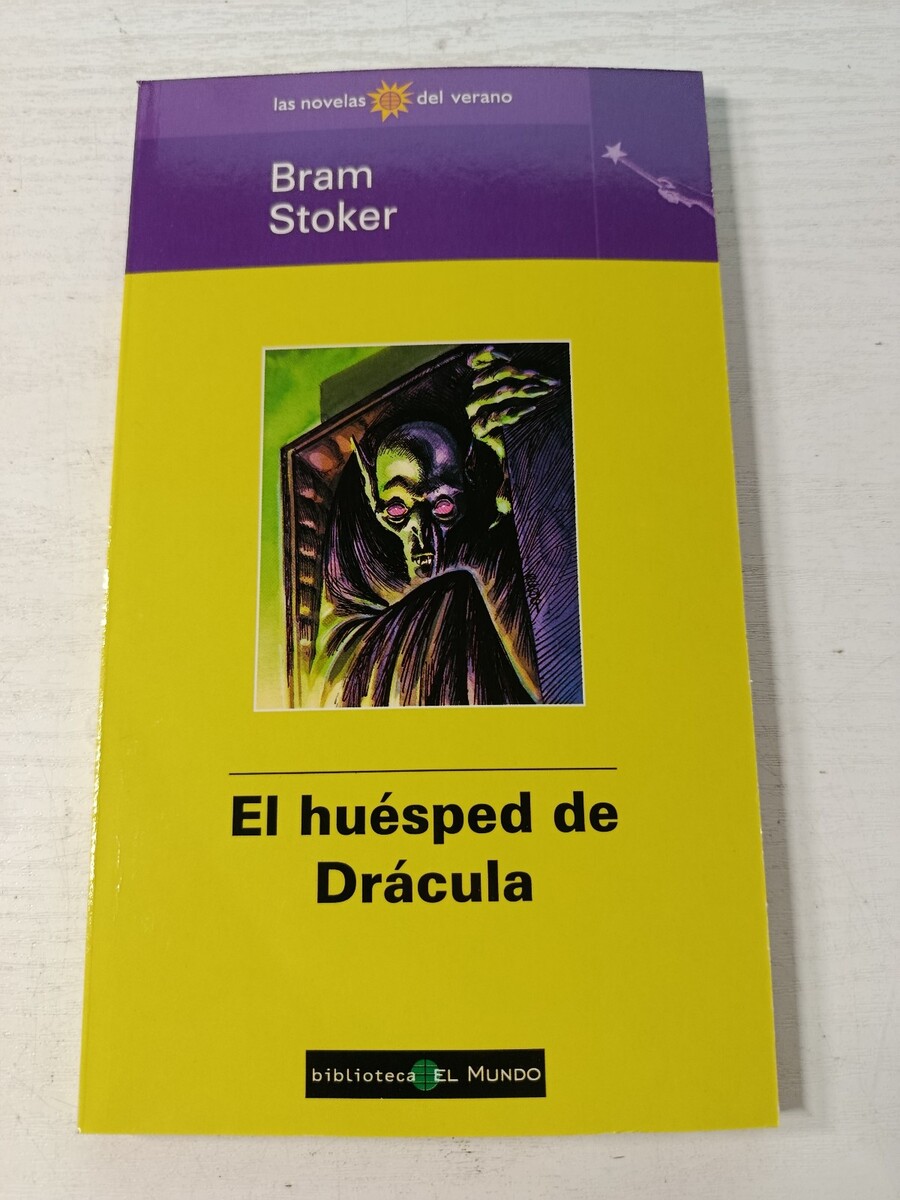 las novelas del verano
Bram
Stoker
El huésped de
Drácula
biblioteca EL MUNDO